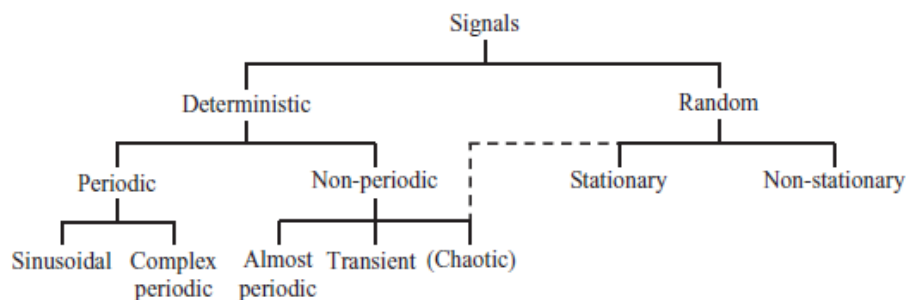 Signals
Deterministic
Random
Periodic
Non-periodic
Stationary
Non-stationary
Sinusoidal
Complex
periodic
Almost
periodic
Transient
(Chaotic)